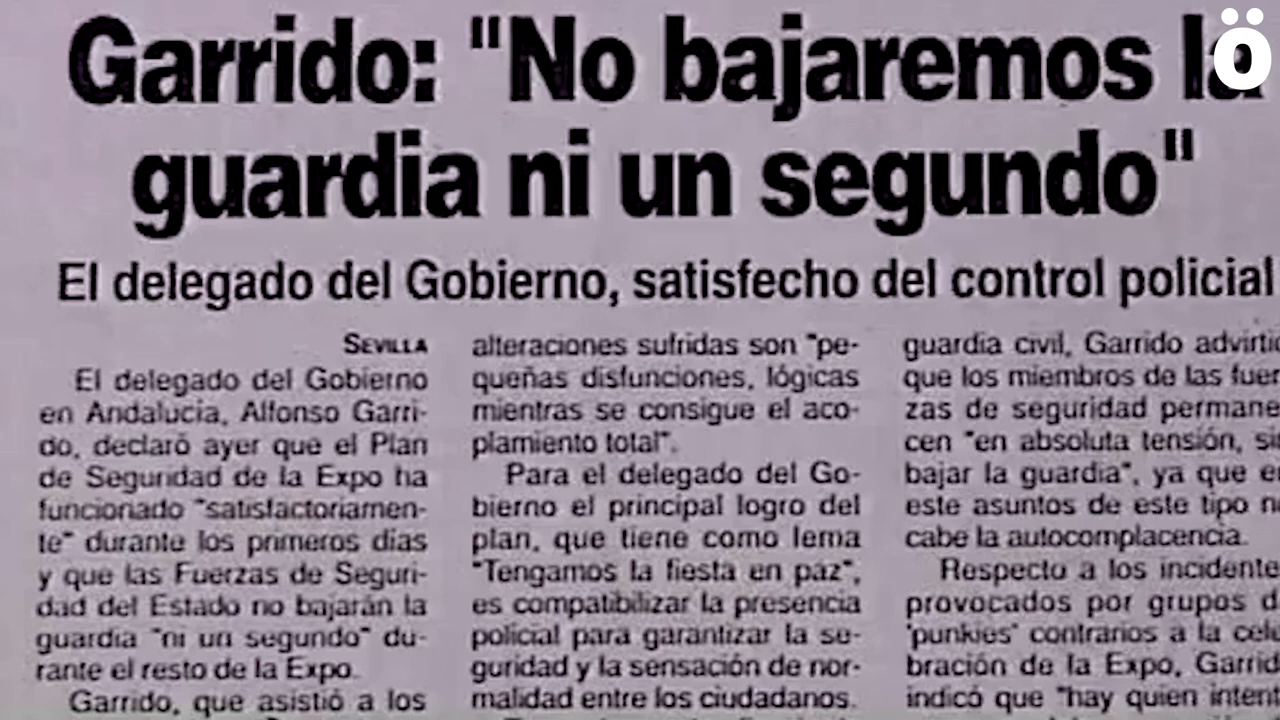 Garrido: "No bajaremos la
guardia ni un segundo"
El delegado del Gobierno, satisfecho del control policial
SEVILLA
El delegado del Gobierno
en Andalucía, Alfonso Garri-
do, declaró ayer que el Plan
de Seguridad de la Expo ha
funcionado "satisfactoriamen-
te" durante los primeros días
y que las Fuerzas de Seguri-
dad del Estado no bajarán la
guardia "ni un segundo" du-
rante el resto de la Expo.
Garrido, que asistió a los
alteraciones sufridas son "pe-
queñas disfunciones, lógicas
mientras se consigue el aco-
plamiento total".
Para el delegado del Go-
bierno el principal logro del
plan, que tiene como lema
"Tengamos la fiesta en paz",
es compatibilizar la presencia
policial para garantizar la se-
guridad y la sensación de nor-
malidad entre los ciudadanos.
guardia civil, Garrido advirtió
que los miembros de las fuer
zas de seguridad permane
cen "en absoluta tensión, si
bajar la guardia", ya que e
este asuntos de este tipo n
cabe la autocomplacencia.
Respecto a los incidente
provocados por grupos d
'punkies' contrarios a la cele
bración de la Expo, Garrid
indicó que "hay quien intent
ö